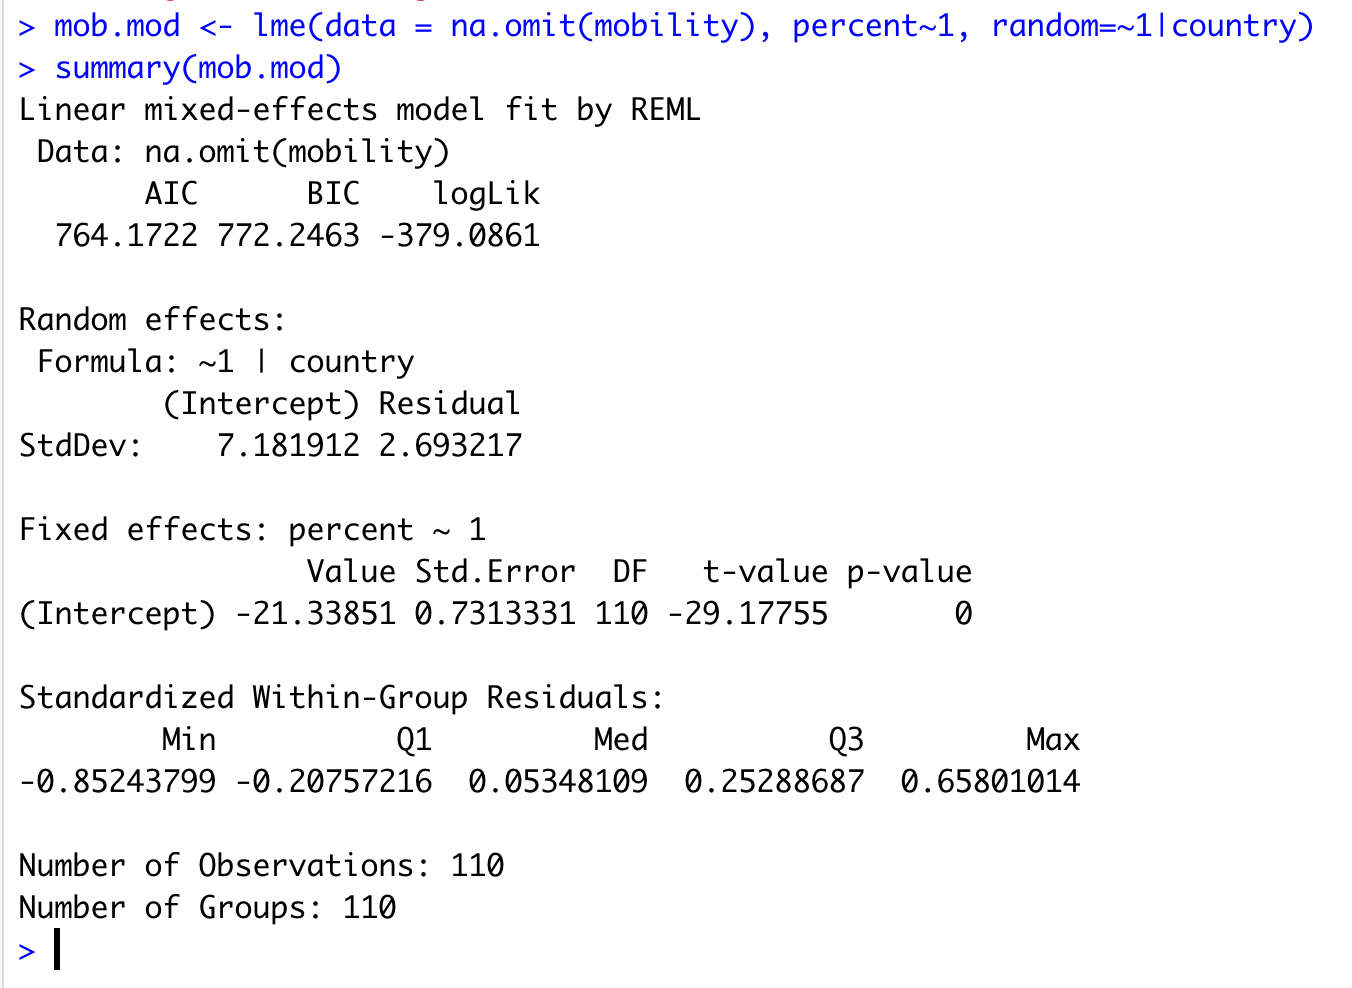 > mob.mod <- lme(data = na.omit(mobility), percent~1, random=~1|country)
> summary(mob.mod)
Linear mixed-effects model fit by REML
 Data: na.omit(mobility)
       AIC      BIC    logLik
  764.1722 772.2463 -379.0861

Random effects:
 Formula: ~1 | country
        (Intercept) Residual
StdDev:    7.181912 2.693217

Fixed effects: percent ~ 1
                Value Std.Error  DF   t-value p-value
(Intercept) -21.33851 0.7313331 110 -29.17755       0

Standardized Within-Group Residuals:
        Min          Q1         Med          Q3         Max
-0.85243799 -0.20757216  0.05348109  0.25288687  0.65801014

Number of Observations: 110
Number of Groups: 110
>